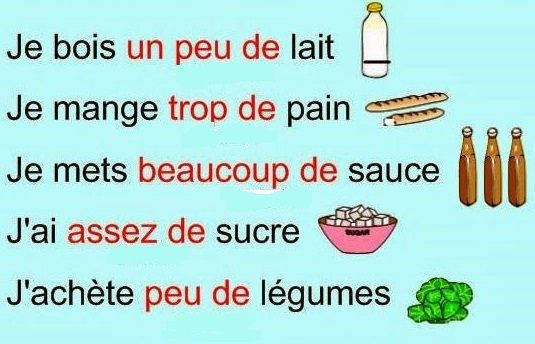 Je bois un peu de lait
Je mange trop de pain
Je mets beaucoup de sauce
J'ai assez de sucre
SUGAR
J'achète peu de légumes